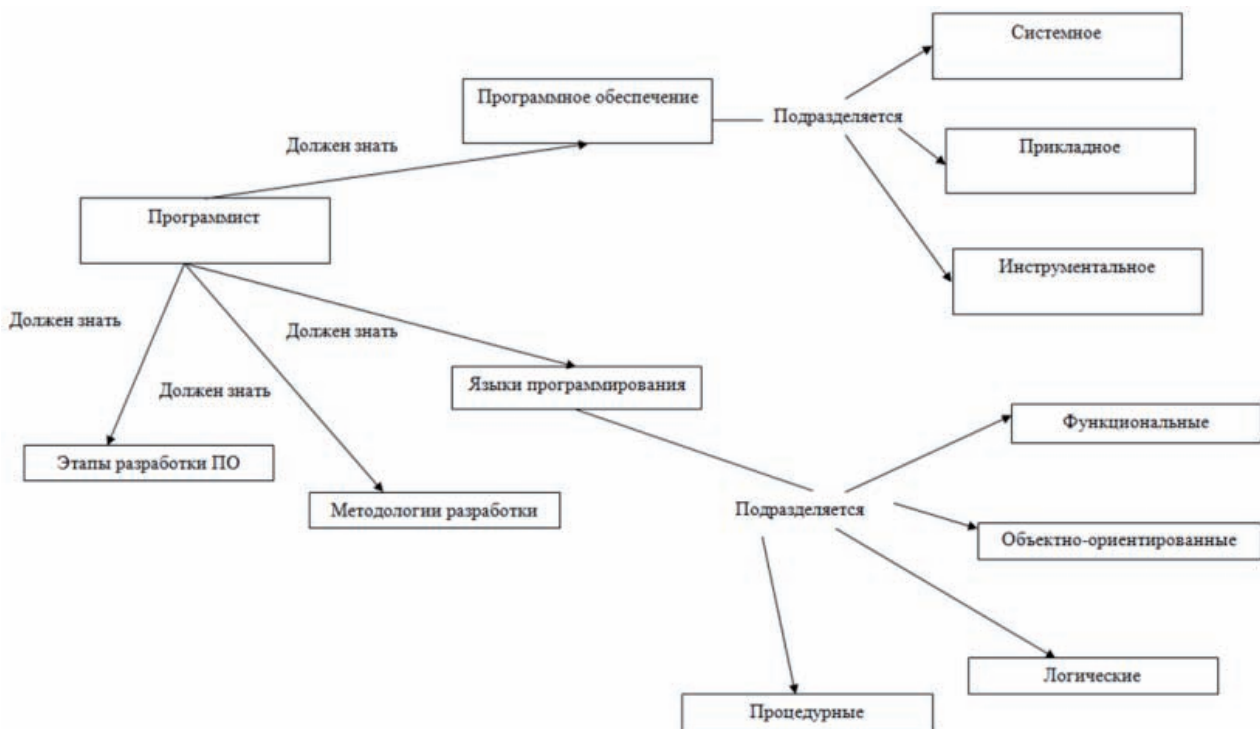 Системное
Программное обеспечение
Подразделяется
Должен знать
Прикладное
Программист
Инструментальное
Должен знать
Должен знать
Должен знать
Языки программирования
Функциональные
Этапы разработки ПО
Методологии разработки
Подразделяется
Объектно-ориентированные
Логические
Процедурные